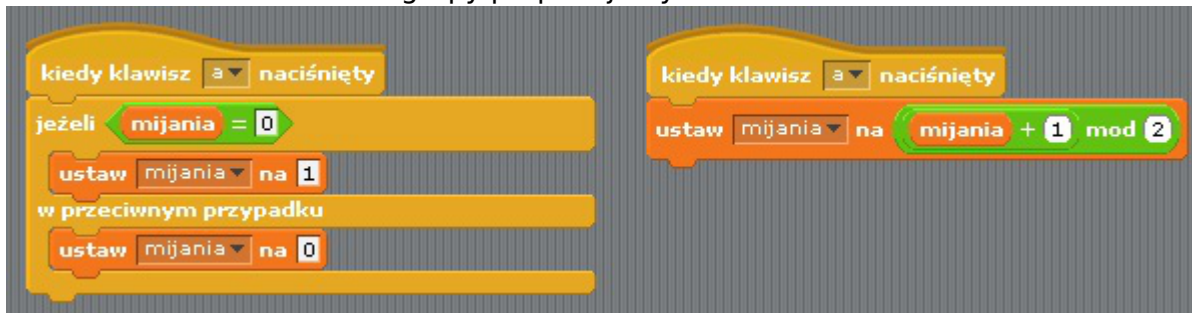 kiedy klawisz a naciśnięty
jeżeli mijania = 0
ustaw mijania na 1
w przeciwnym przypadku
ustaw mijania na 0
kiedy klawisz a naciśnięty
ustaw mijania na mijania + 1 mod 2